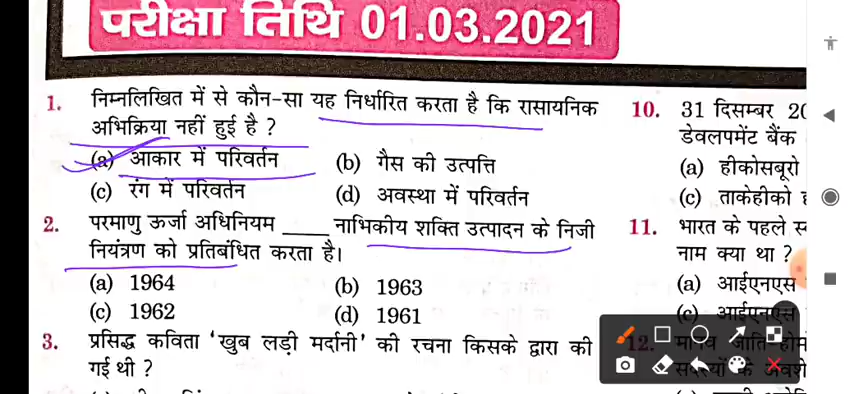 परीक्षा तिथि 01.03.2021
1. निम्नलिखित में से कौन-सा यह निर्धारित करता है कि रासायनिक
अभिक्रिया नहीं हुई है ?
(a) आकार में परिवर्तन (b) गैस की उत्पत्ति
(c) रंग में परिवर्तन (d) अवस्था में परिवर्तन
2. परमाणु ऊर्जा अधिनियम ____ नाभिकीय शक्ति उत्पादन के निजी
नियंत्रण को प्रतिबंधित करता है।
(a) 1964 (b) 1963
(c) 1962 (d) 1961
3. प्रसिद्ध कविता ‘खुब लड़ी मर्दानी’ की रचना किसके द्वारा की
गई थी ?
10. 31 दिसम्बर
डेवलपमेंट बैंक
(a) हीकोसबूरो
(c) ताकेहीको
11. भारत के पहले
नाम क्या था ?
(a) आईएनएस
(c) आईएनएस
12. मानव जाति